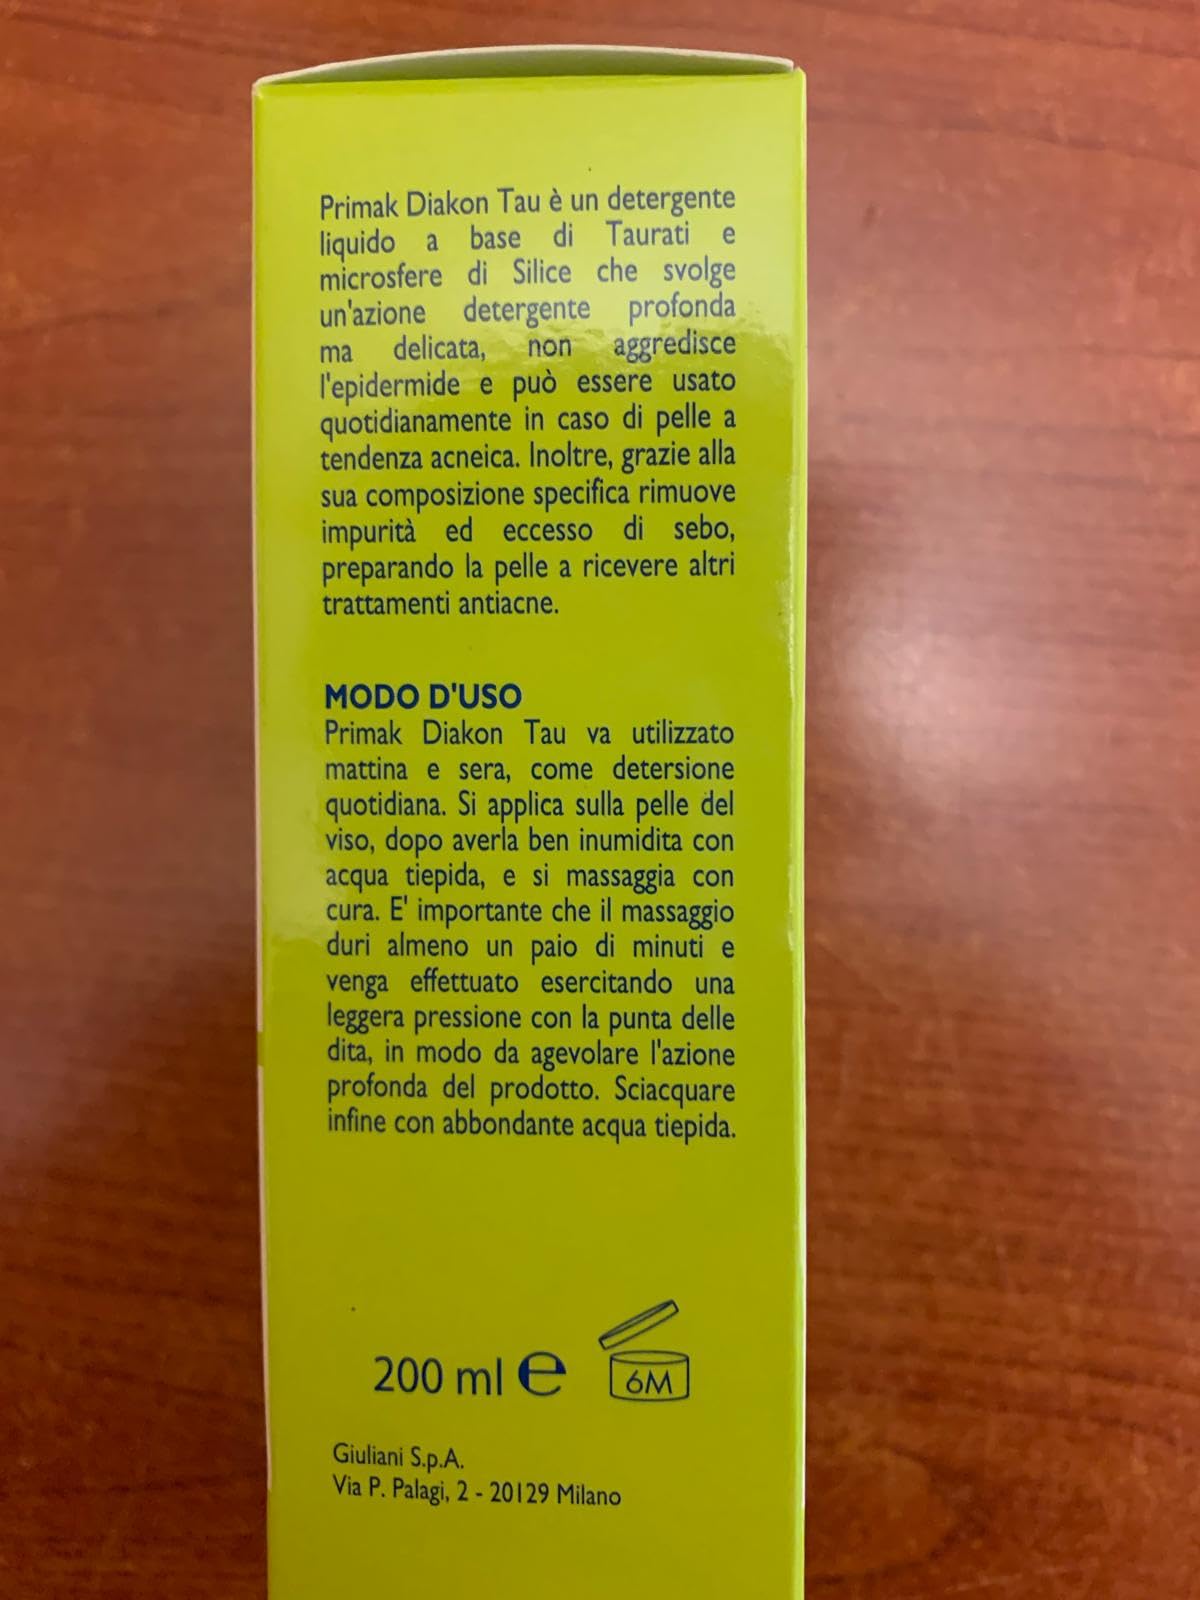 Primak Diakon Tau è un detergente
liquido a base di Taurati e
microsfere di Silice che svolge
un'azione detergente profonda
ma delicata, non aggredisce
l'epidermide e può essere usato
quotidianamente in caso di pelle a
tendenza acneica. Inoltre, grazie alla
sua composizione specifica rimuove
impurità ed eccesso di sebo,
preparando la pelle a ricevere altri
trattamenti antiacne.
MODO D'USO
Primak Diakon Tau va utilizzato
mattina e sera, come detersione
quotidiana. Si applica sulla pelle del
viso, dopo averla ben inumidita con
acqua tiepida, e si massaggia con
cura. E' importante che il massaggio
duri almeno un paio di minuti e
venga effettuato esercitando una
leggera pressione con la punta delle
dita, in modo da agevolare l'azione
profonda del prodotto. Sciacquare
infine con abbondante acqua tiepida.
200 ml e 6M
Giuliani S.p.A.
Via P. Palagi, 2 - 20129 Milano